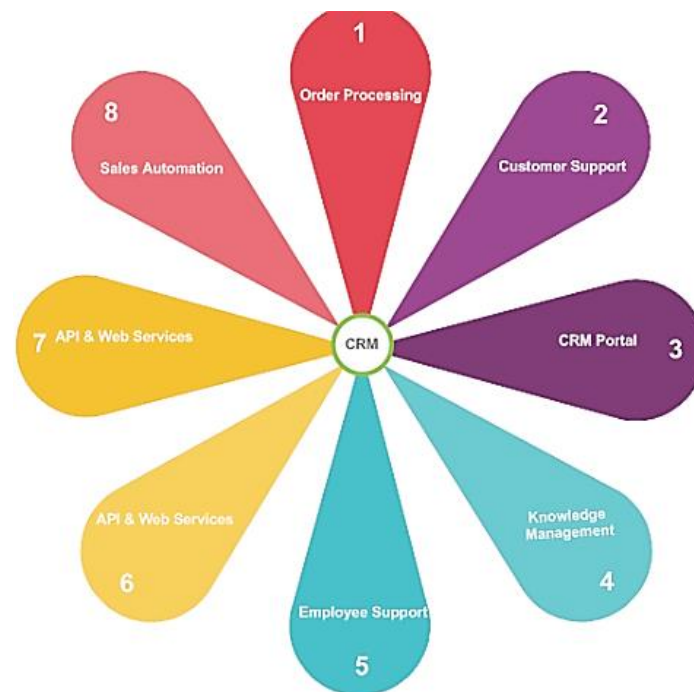 1
Order Processing
2
Customer Support
CRM Portal
3
Knowledge
Management
4
Employee Support
5
API & Web Services
6
7
API & Web Services
8
Sales Automation
CRM